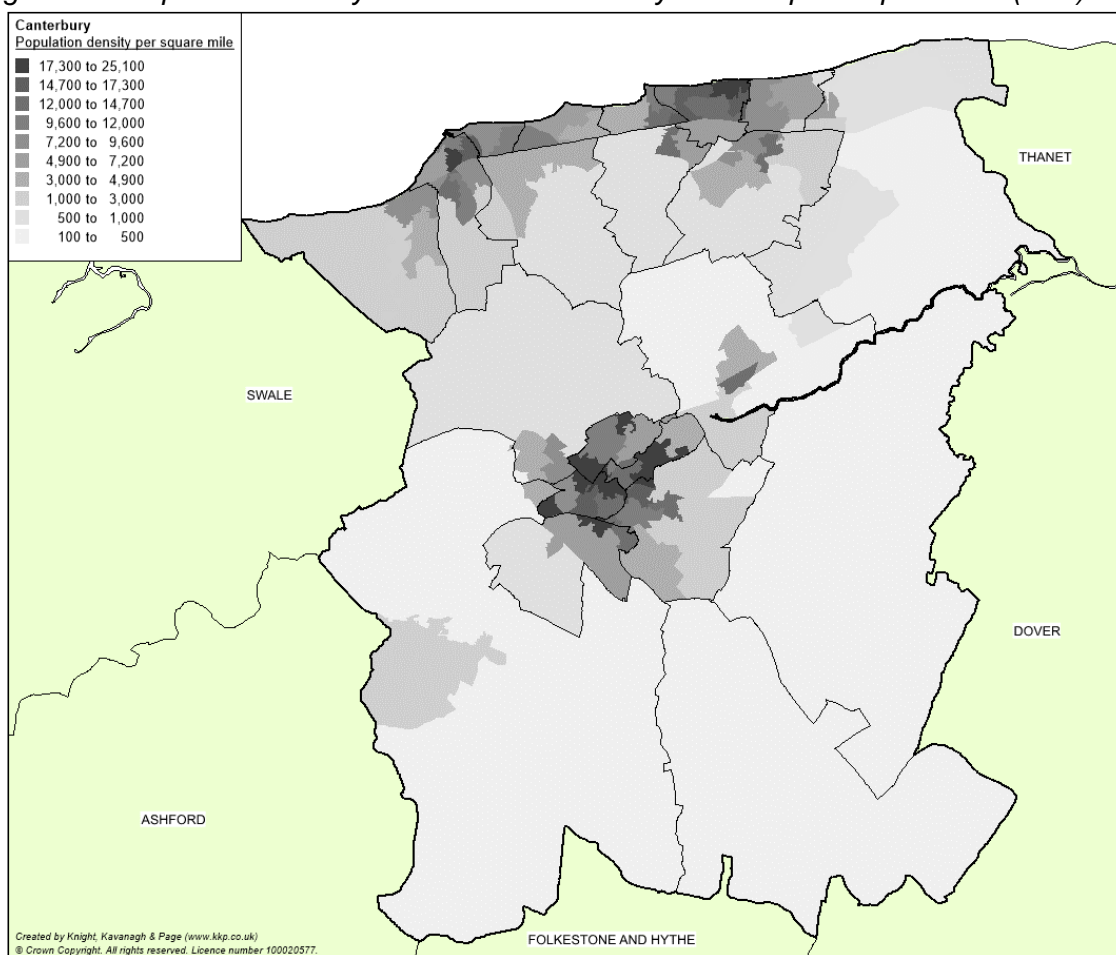 Canterbury
Population density per square mile
17,300 to 25,100
14,700 to 17,300
12,000 to 14,700
9,600 to 12,000
7,200 to 9,600
4,900 to 7,200
3,000 to 4,900
1,000 to 3,000
500 to 1,000
100 to 500
THANET
SWALE
DOVER
ASHFORD
FOLKESTONE AND HYTHE
Created by Knight, Kavanagh & Page (www.kkp.co.uk)
© Crown Copyright. All rights reserved. Licence number 100020577.